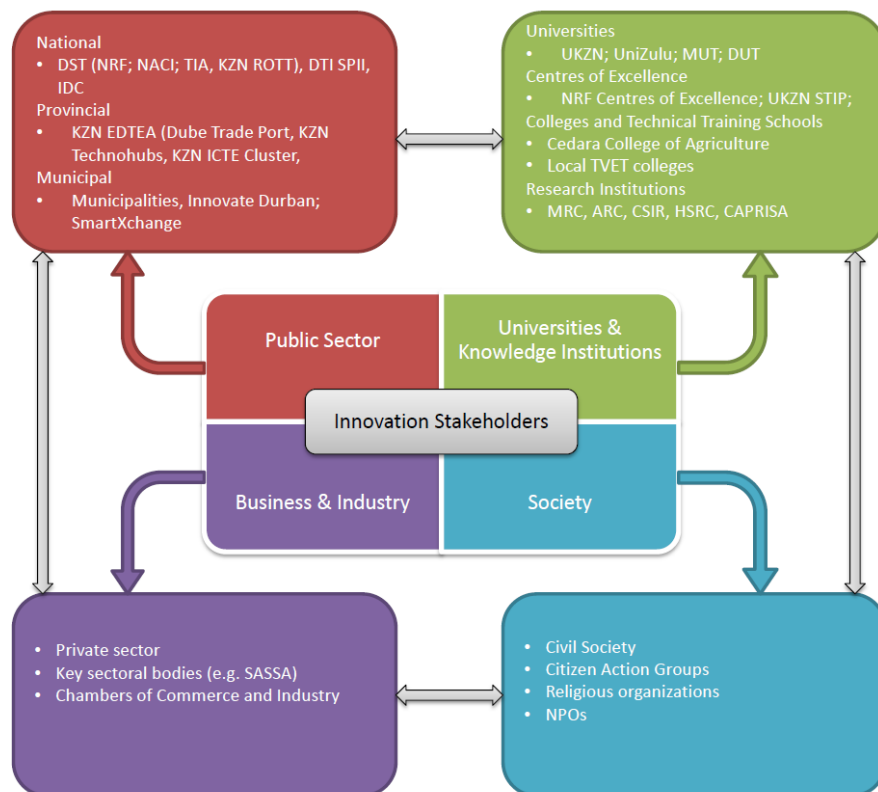 National
• DST (NRF; NACI; TIA, KZN ROTT), DTI SPII,
IDC
Provincial
• KZN EDTEA (Dube Trade Port, KZN
Technohubs, KZN ICTE Cluster,
Municipal
• Municipalities, Innovate Durban;
SmartXchange
Universities
• UKZN; UniZulu; MUT; DUT
Centres of Excellence
• NRF Centres of Excellence; UKZN STIP;
Colleges and Technical Training Schools
• Cedara College of Agriculture
• Local TVET colleges
Research Institutions
• MRC, ARC, CSIR, HSRC, CAPRISA
Public Sector
Universities &
Knowledge Institutions
Innovation Stakeholders
Business & Industry
Society
• Private sector
• Key sectoral bodies (e.g. SASSA)
• Chambers of Commerce and Industry
• Civil Society
• Citizen Action Groups
• Religious organizations
• NPOs